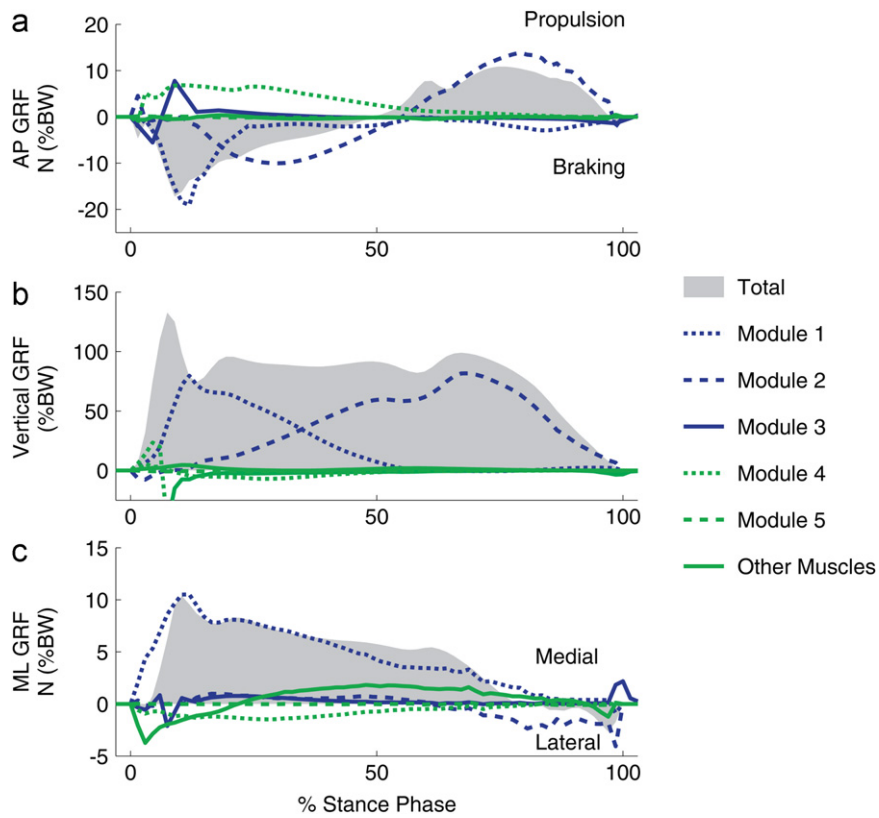 a
20
10
0
-10
-20
AP GRF
N (%BW)
Propulsion
Braking
0
50
100
b
150
100
50
0
Vertical GRF
(%BW)
0
50
100
Total
Module 1
Module 2
Module 3
Module 4
Module 5
Other Muscles
c
15
10
5
0
-5
ML GRF
N (%BW)
Medial
Lateral
0
50
100
% Stance Phase